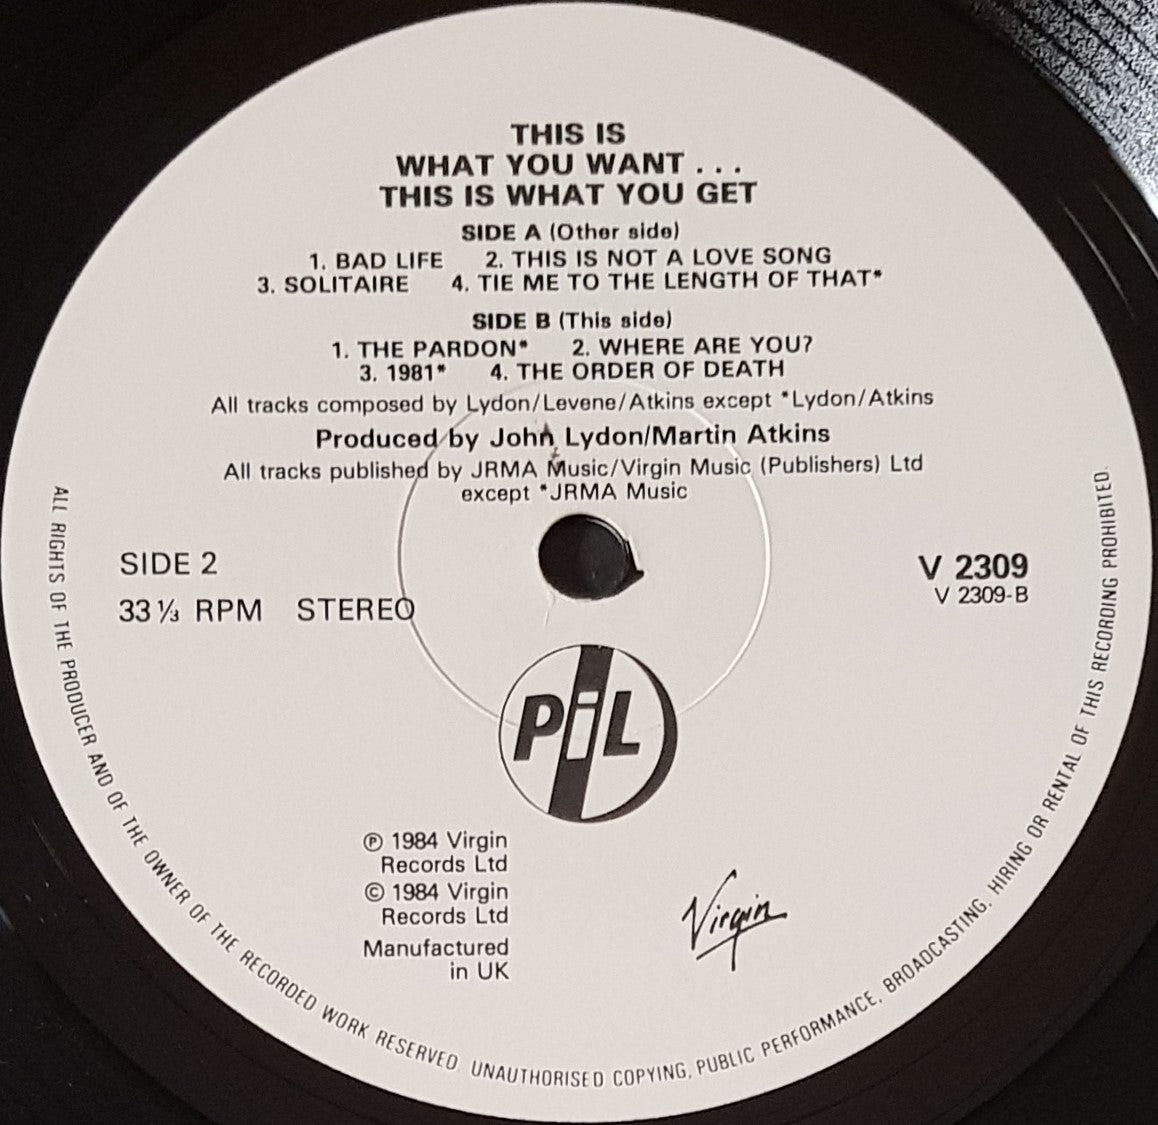 THIS IS
WHAT YOU WANT . . .
THIS IS WHAT YOU GET
SIDE A (Other side)
1. BAD LIFE 2. THIS IS NOT A LOVE SONG
3. SOLITAIRE 4. TIE ME TO THE LENGTH OF THAT*
SIDE B (This side)
1. THE PARDON* 2. WHERE ARE YOU?
3. 1981* 4. THE ORDER OF DEATH
All tracks composed by Lydon/Levene/Atkins except *Lydon/Atkins
Produced by John Lydon/Martin Atkins
All tracks published by JRMA Music/Virgin Music (Publishers) Ltd
except *JRMA Music
SIDE 2
33 ⅓ RPM STEREO
V 2309
V 2309-B
PiL
℗ 1984 Virgin
Records Ltd
© 1984 Virgin
Records Ltd
Manufactured
in UK
Virgin
ALL RIGHTS OF THE PRODUCER AND OF THE OWNER OF THE RECORDED WORK RESERVED. UNAUTHORISED COPYING, PUBLIC PERFORMANCE, BROADCASTING, HIRING OR RENTAL OF THIS RECORDING PROHIBITED.